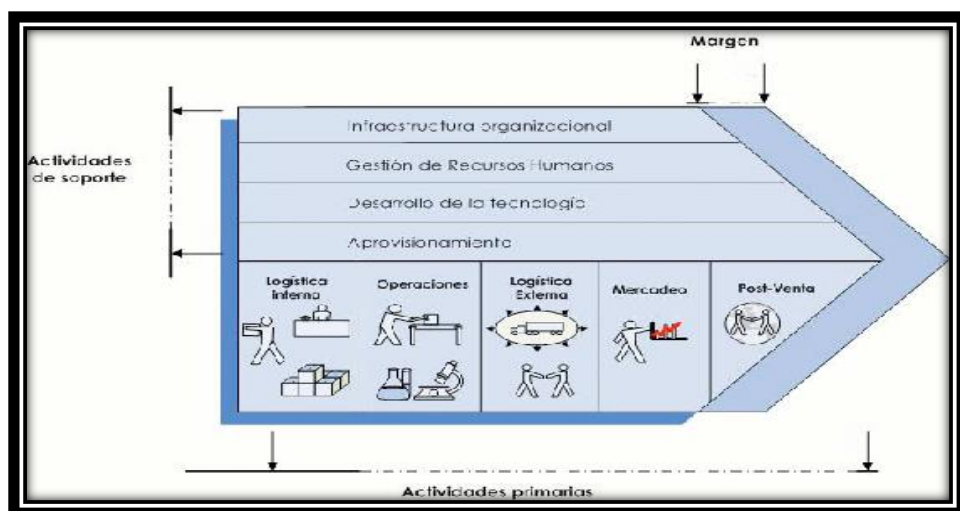 Margen
Infraestructura organizacional
Gestión de Recursos Humanos
Desarrollo de la tecnología
Aprovisionamiento
Actividades
de soporte
Logística
Interna
Operaciones
Logística
Externa
Mercadeo
Post-Venta
Actividades primarias